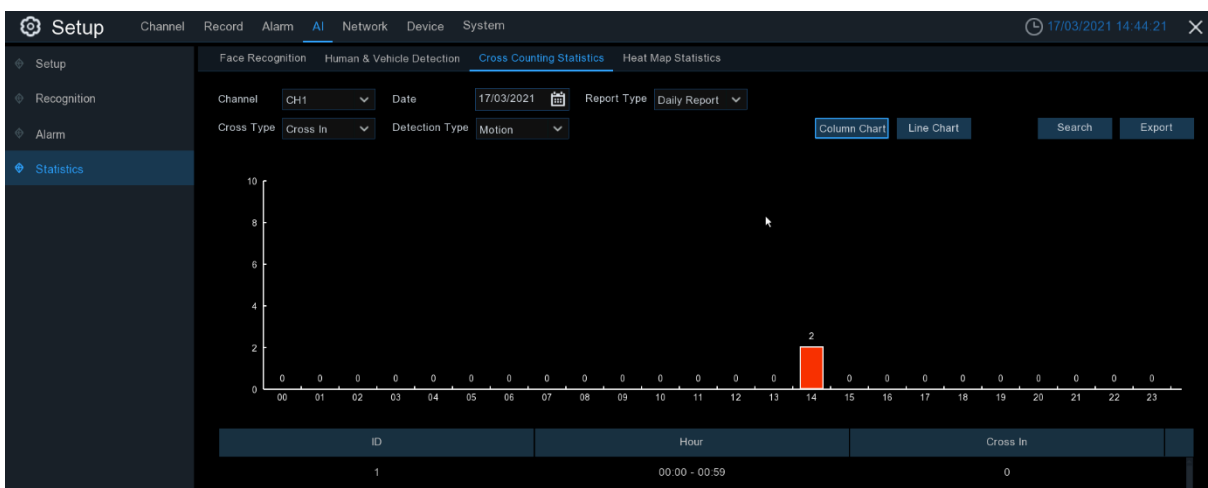 Setup Channel Record Alarm AI Network Device System 17/03/2021 14:44:21
Setup
Recognition
Alarm
Statistics
Face Recognition Human & Vehicle Detection Cross Counting Statistics Heat Map Statistics
Channel CH1 Date 17/03/2021 Report Type Daily Report
Cross Type Cross In Detection Type Motion Column Chart Line Chart Search Export
10
8
6
4
2
0
2
0 0 0 0 0 0 0 0 0 0 0 0 0 0 0 0 0 0 0 0 0 0 0
00 01 02 03 04 05 06 07 08 09 10 11 12 13 14 15 16 17 18 19 20 21 22 23
ID Hour Cross In
1 00:00 - 00:59 0